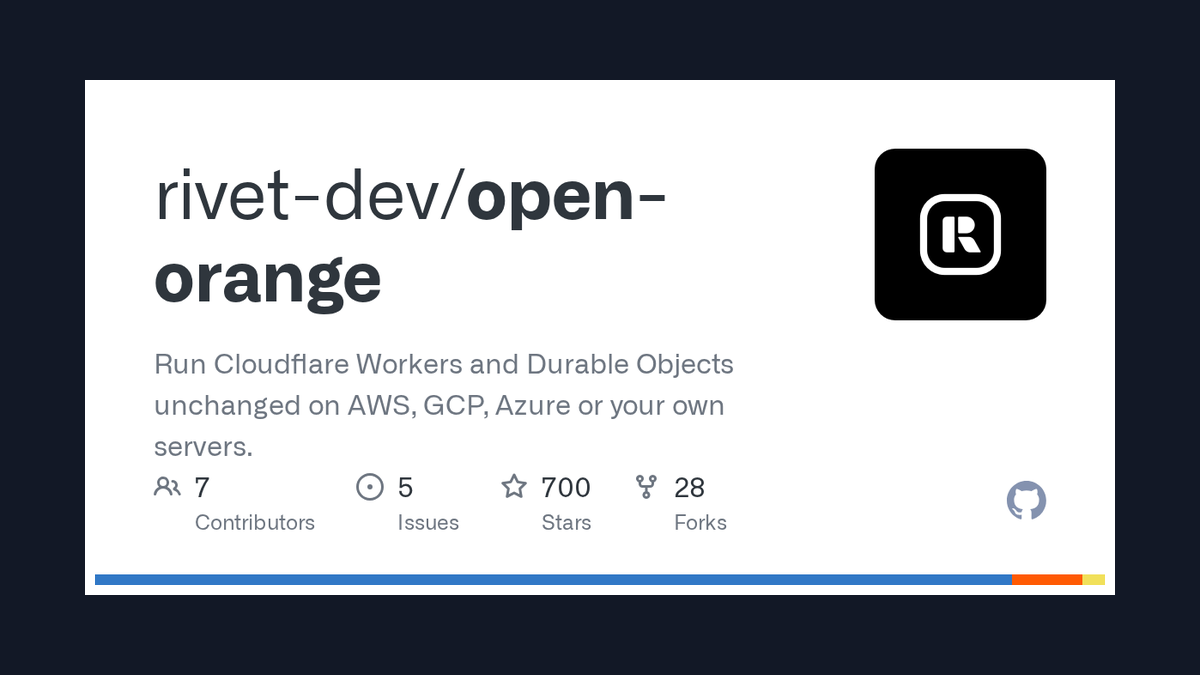 rivet-dev/open-
orange
R
Run Cloudflare Workers and Durable Objects
unchanged on AWS, GCP, Azure or your own
servers.
7 5 700 28
Contributors Issues Stars Forks